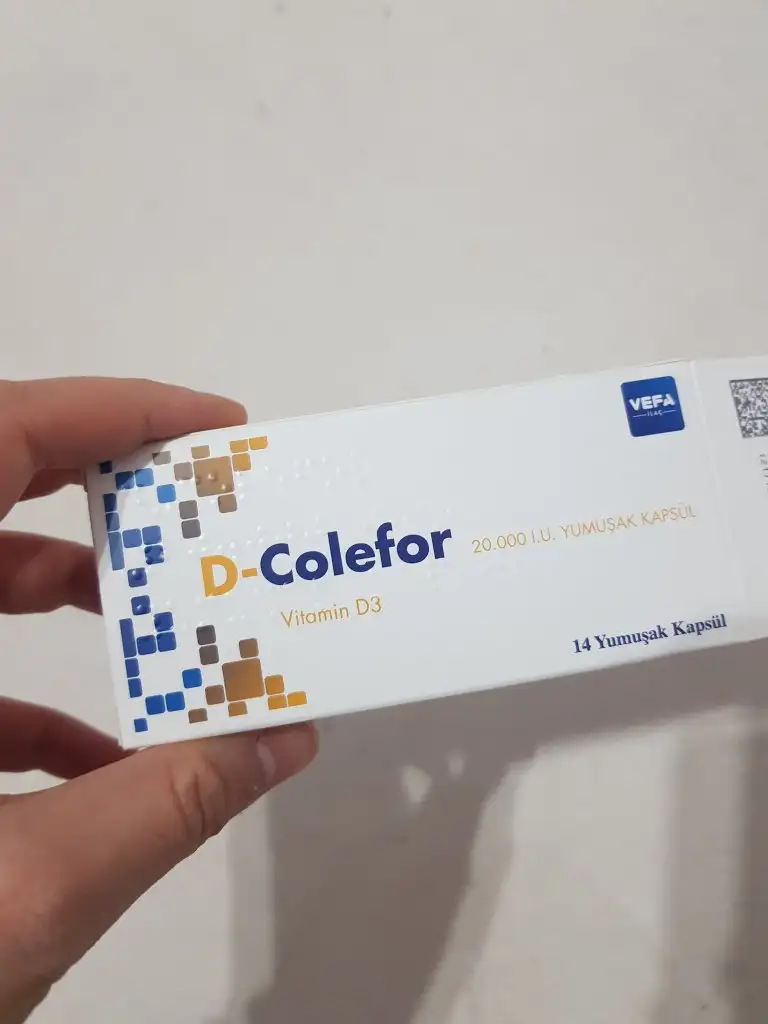 VEFA
İLAÇ
D-Colefor 20.000 I.U. YUMUŞAK KAPSÜL
Vitamin D3
14 Yumuşak Kapsül